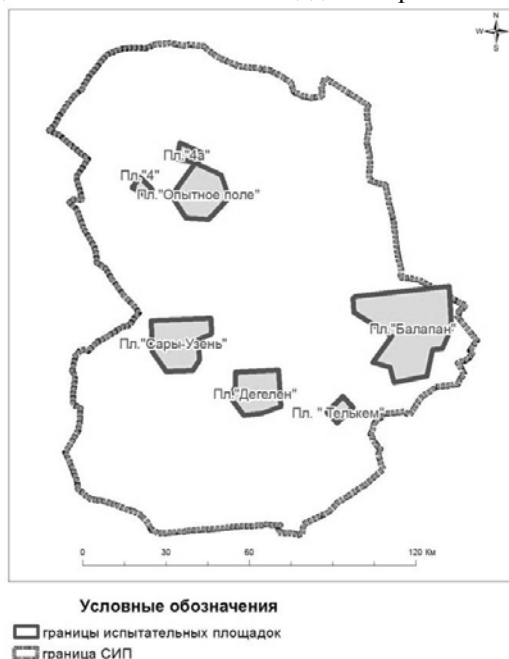 N
W E
S
Пл."4а"
Пл."4"
Пл."Опытное поле"
Пл."Балапан"
Пл."Сары-Узень"
Пл."Дегелен"
Пл. "Телькем"
0 30 60 120 Км
Условные обозначения
границы испытательных площадок
граница СИП